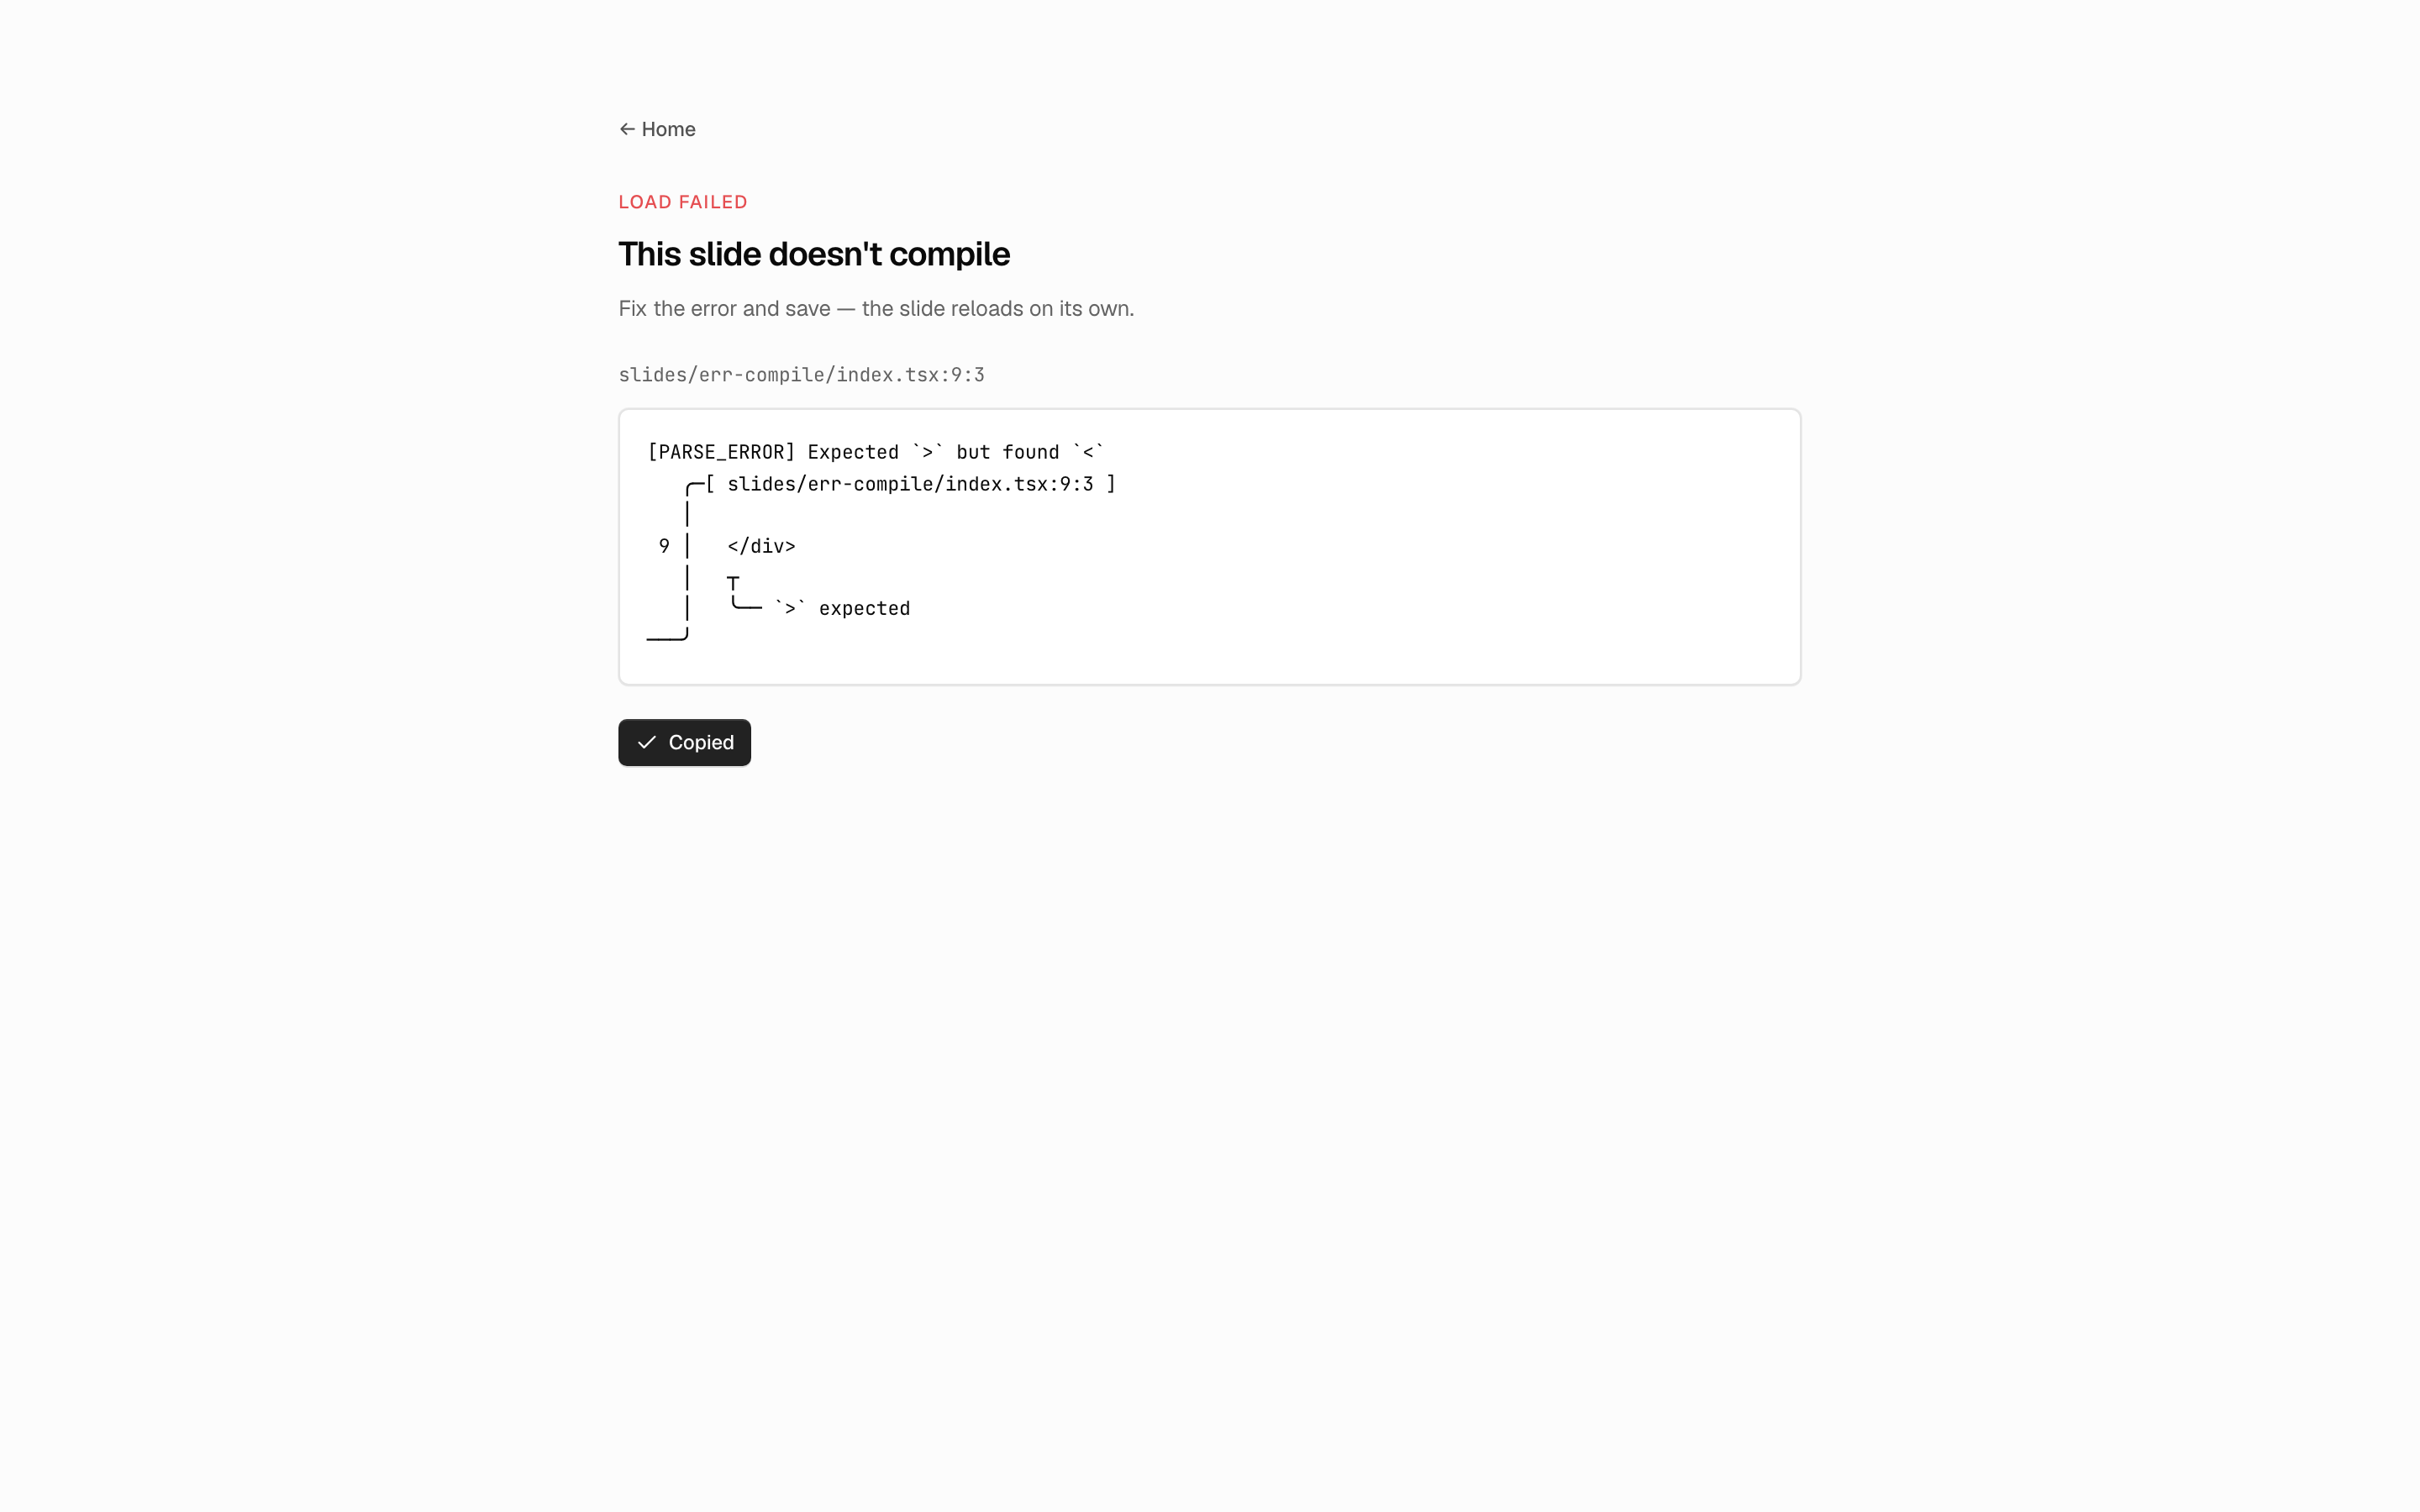 ← Home
LOAD FAILED
This slide doesn't compile
Fix the error and save — the slide reloads on its own.
slides/err-compile/index.tsx:9:3
[PARSE_ERROR] Expected `>` but found `<`
   ╭─[ slides/err-compile/index.tsx:9:3 ]
   │
 9 │   </div>
   │   ┬
   │   ╰── `>` expected
───╯
Copied